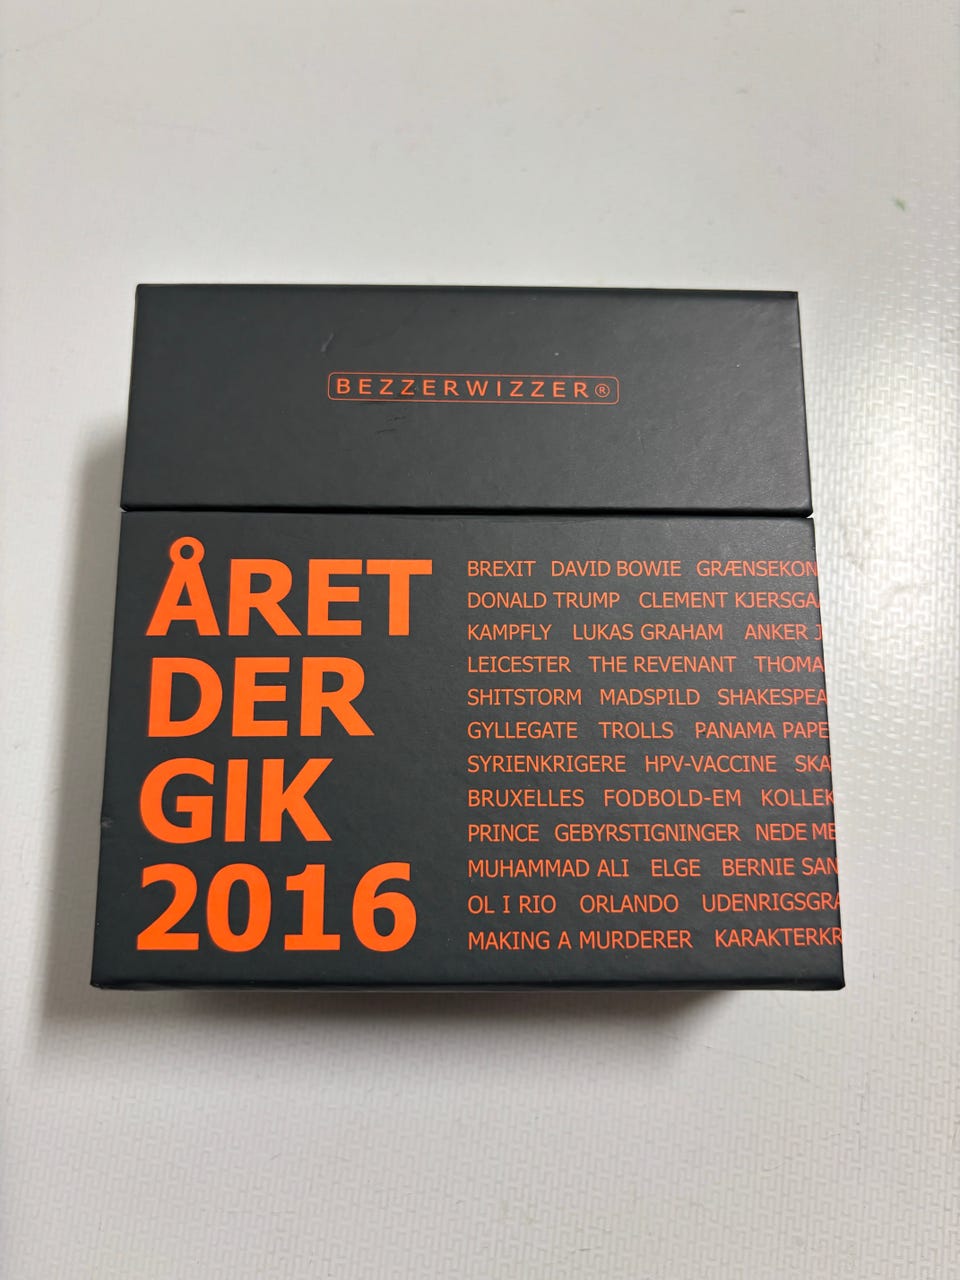 BEZZERWIZZER®
ÅRET
DER
GIK
2016
BREXIT DAVID BOWIE GRÆNSEKON
DONALD TRUMP CLEMENT KJERSGA
KAMPFLY LUKAS GRAHAM ANKER J
LEICESTER THE REVENANT THOMA
SHITSTORM MADSPILD SHAKESPEA
GYLLEGATE TROLLS PANAMA PAPE
SYRIENKRIGERE HPV-VACCINE SKA
BRUXELLES FODBOLD-EM KOLLEK
PRINCE GEBYRSTIGNINGER NEDE ME
MUHAMMAD ALI ELGE BERNIE SAN
OL I RIO ORLANDO UDENRIGSGRA
MAKING A MURDERER KARAKTERKR